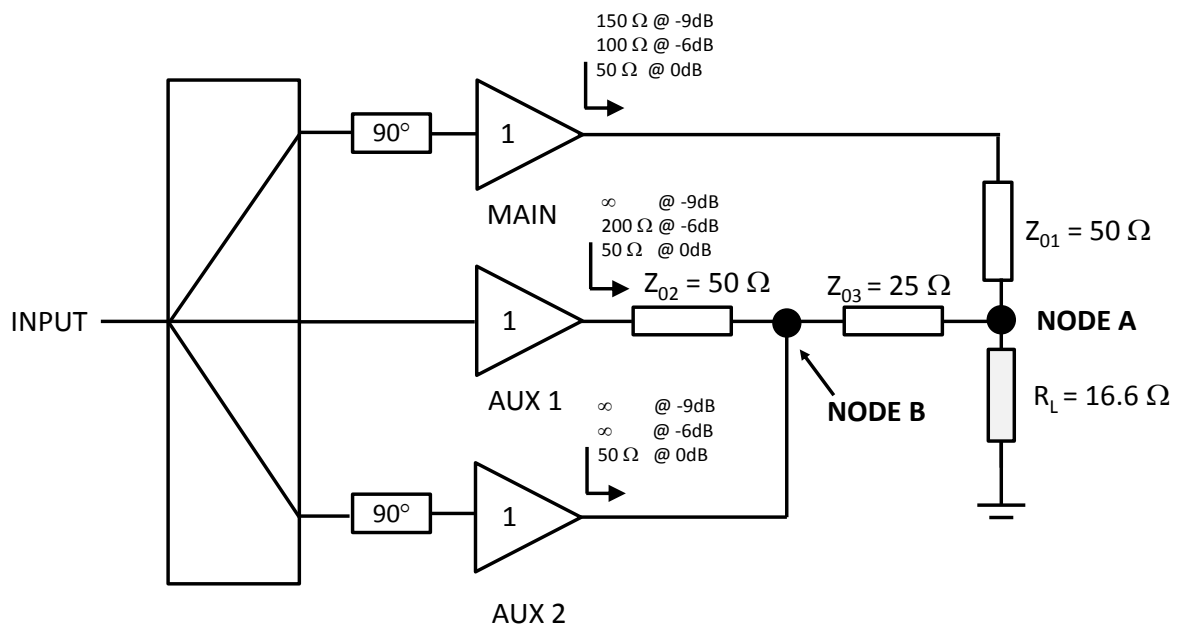 150 Ω @ -9dB
100 Ω @ -6dB
50 Ω @ 0dB
90°
1
MAIN
∞ @ -9dB
200 Ω @ -6dB
50 Ω @ 0dB
Z02 = 50 Ω
Z01 = 50 Ω
Z03 = 25 Ω
INPUT
1
NODE A
AUX 1
NODE B
RL = 16.6 Ω
∞ @ -9dB
∞ @ -6dB
50 Ω @ 0dB
90°
1
AUX 2